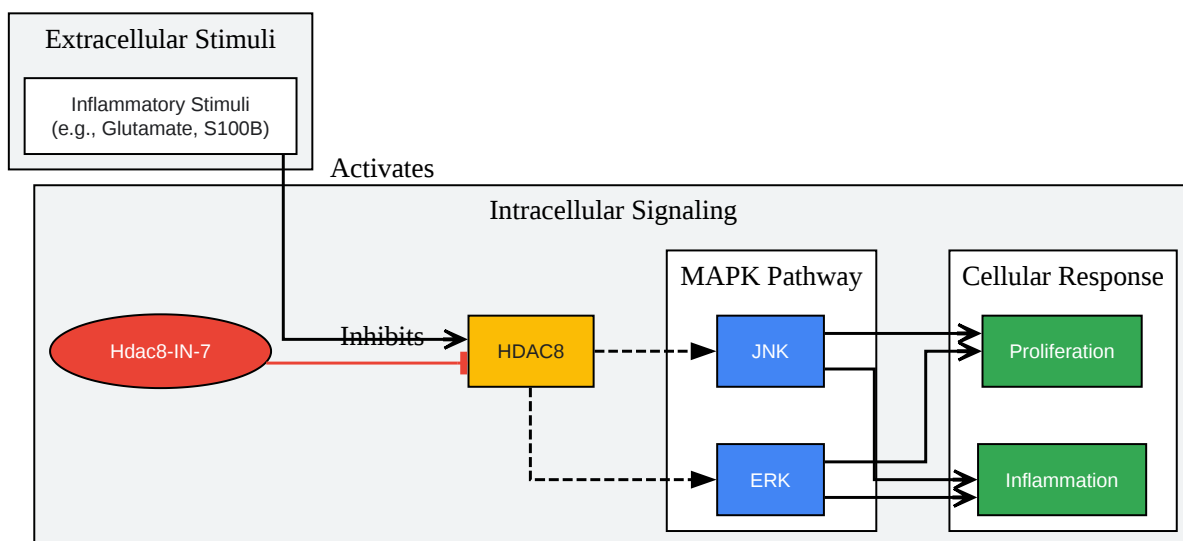 Extracellular Stimuli
Inflammatory Stimuli
(e.g., Glutamate, S100B)
Activates
Intracellular Signaling
MAPK Pathway
Cellular Response
Hdac8-IN-7
Inhibits
HDAC8
JNK
Proliferation
ERK
Inflammation